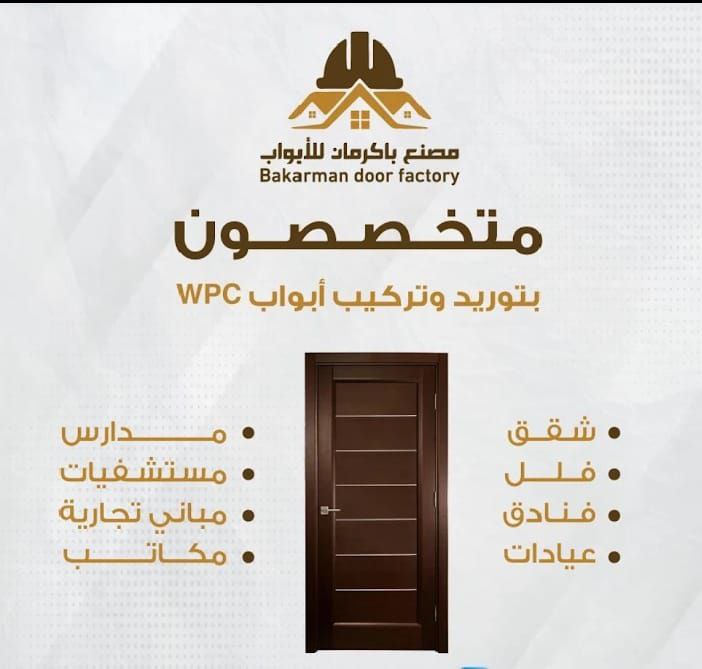 مصنع باكرمان للأبواب
Bakarman door factory
متخصصون
بتوريد وتركيب أبواب WPC
• شقق
• فلل
• فنادق
• عيادات
• مدارس
• مستشفيات
• مباني تجارية
• مكاتب